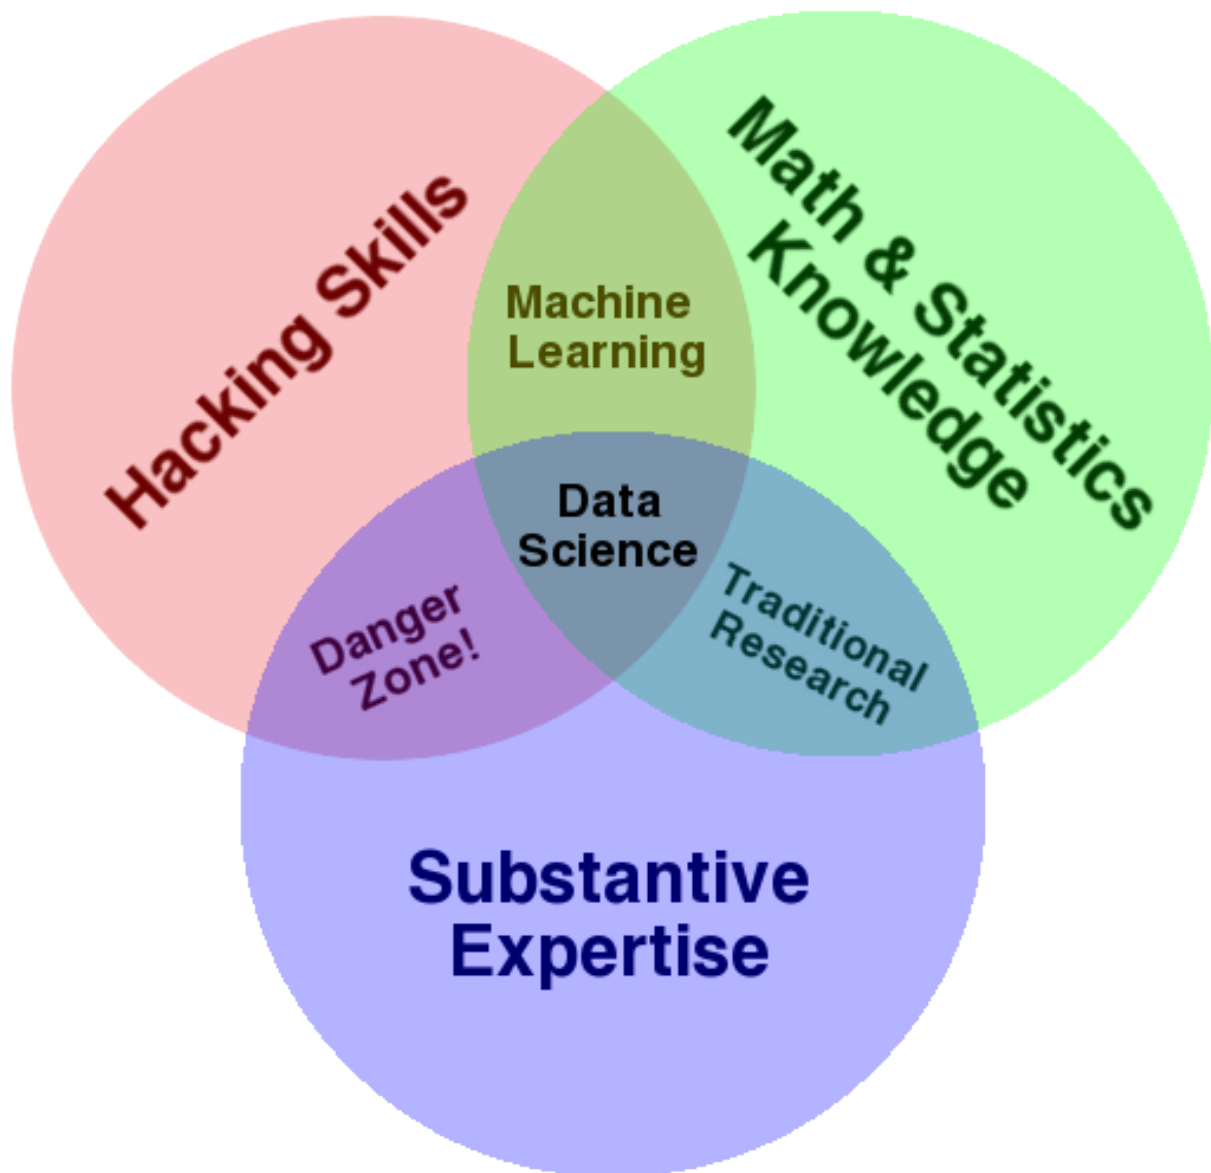 Hacking Skills
Math & Statistics
Knowledge
Machine
Learning
Data
Science
Danger
Zone!
Traditional
Research
Substantive
Expertise